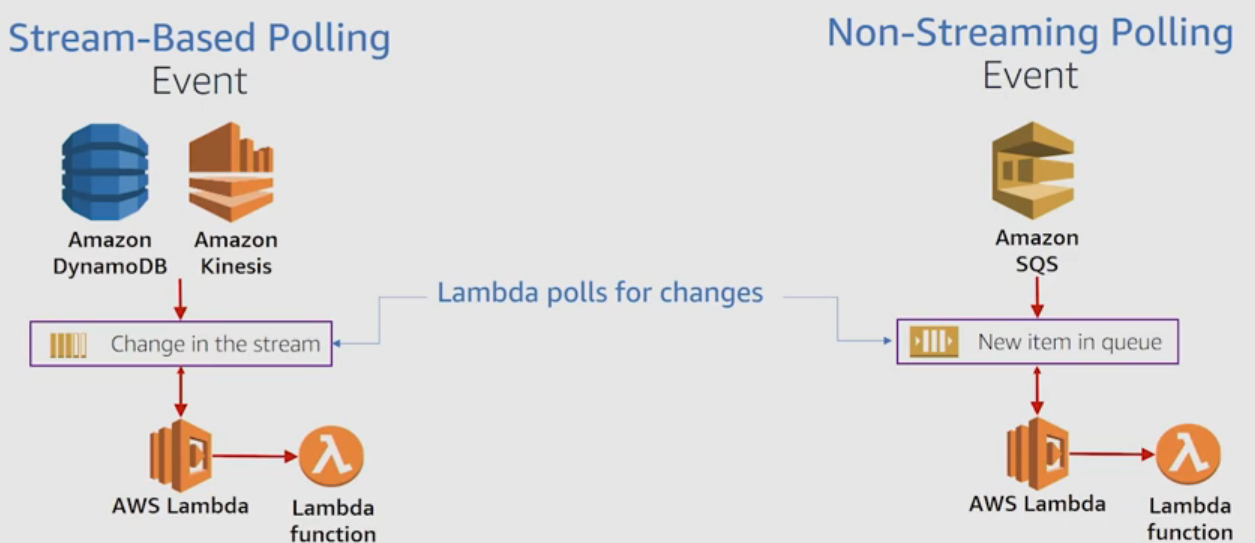 Stream-Based Polling
Event
Amazon
DynamoDB
Amazon
Kinesis
Change in the stream
AWS Lambda
Lambda
function
Lambda polls for changes
Non-Streaming Polling
Event
Amazon
SQS
New item in queue
AWS Lambda
Lambda
function